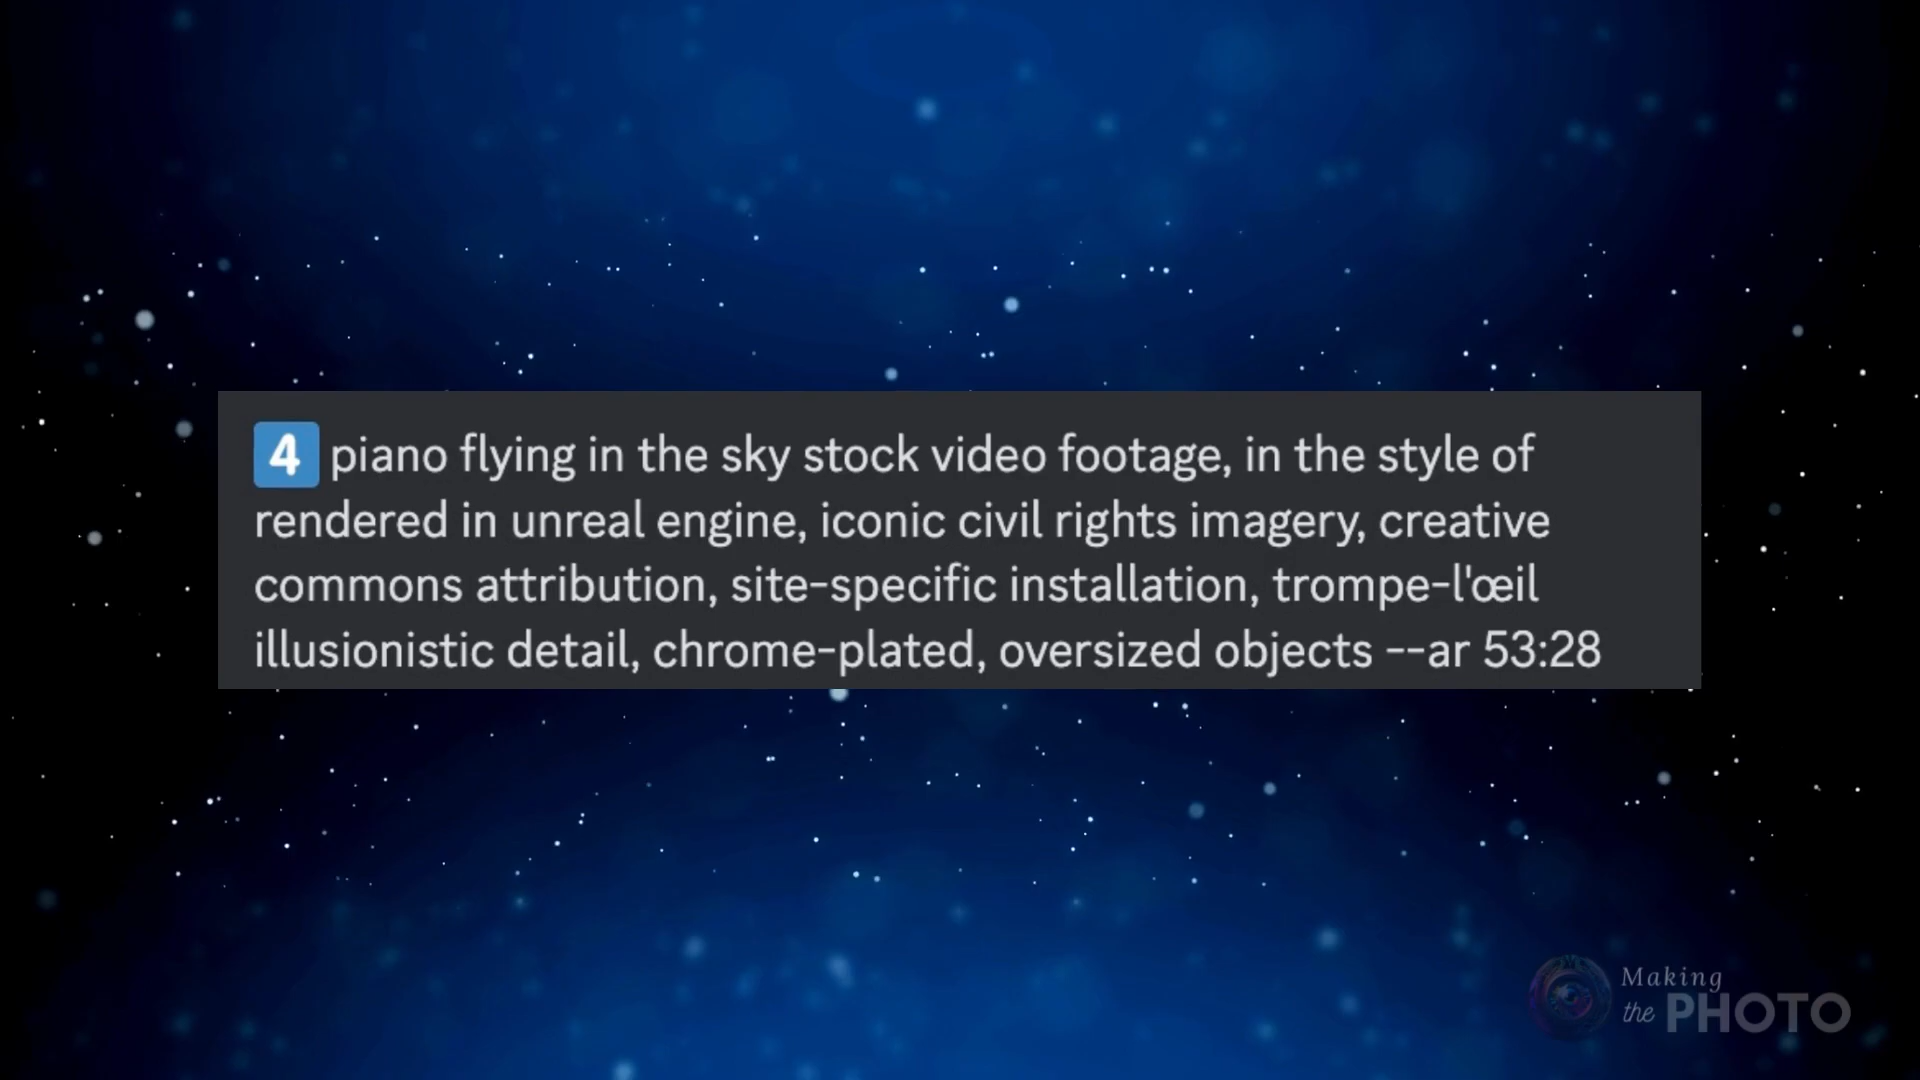 4 piano flying in the sky stock video footage, in the style of
rendered in unreal engine, iconic civil rights imagery, creative
commons attribution, site-specific installation, trompe-l'œil
illusionistic detail, chrome-plated, oversized objects --ar 53:28
Making
the PHOTO